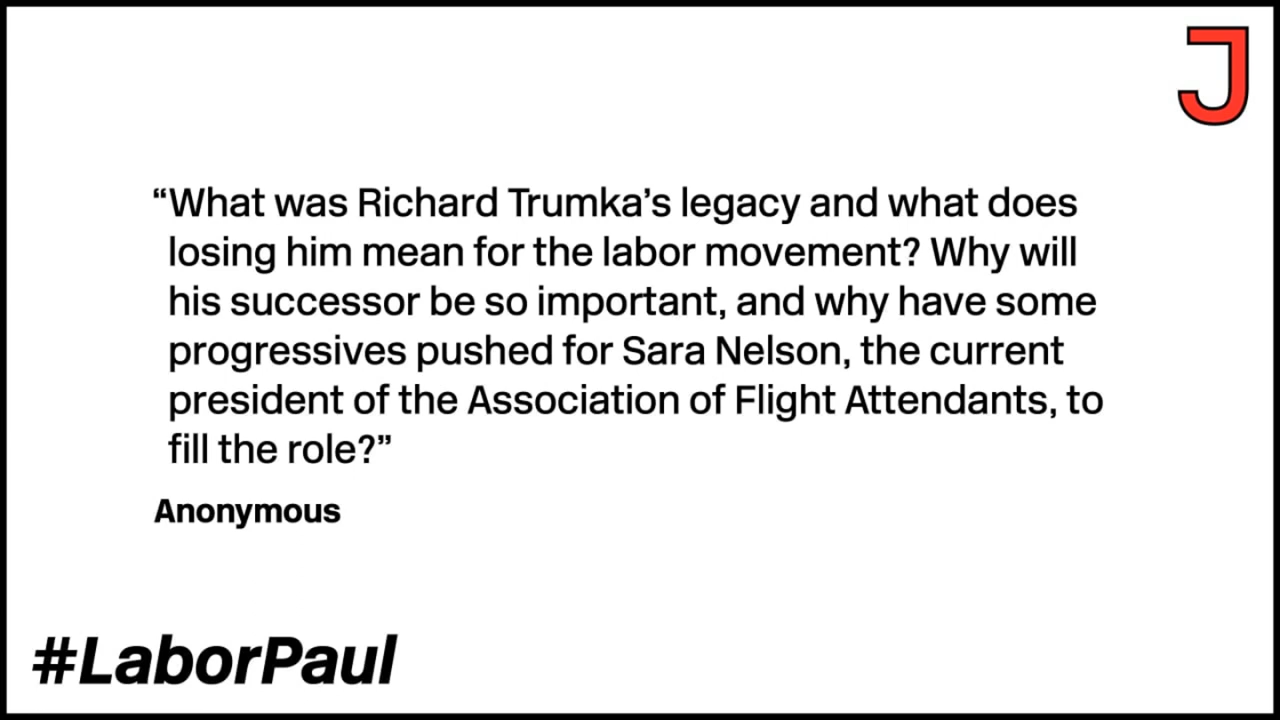 J
“What was Richard Trumka’s legacy and what does
losing him mean for the labor movement? Why will
his successor be so important, and why have some
progressives pushed for Sara Nelson, the current
president of the Association of Flight Attendants, to
fill the role?”
Anonymous
#LaborPaul